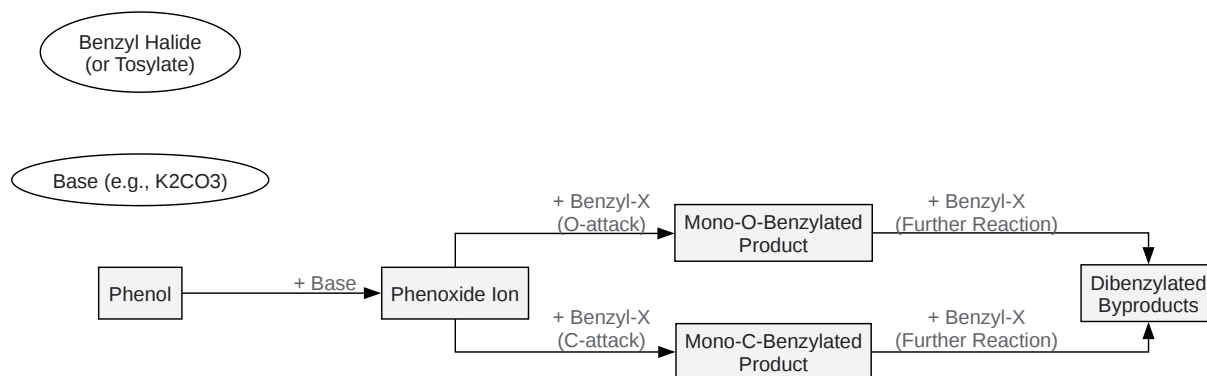 Benzyl Halide
(or Tosylate)
Base (e.g., K2CO3)
+ Benzyl-X
(O-attack)
Mono-O-Benzylated
Product
+ Benzyl-X
(Further Reaction)
Phenol
+ Base
Phenoxide Ion
Dibenzylated
Byproducts
+ Benzyl-X
(C-attack)
Mono-C-Benzylated
Product
+ Benzyl-X
(Further Reaction)